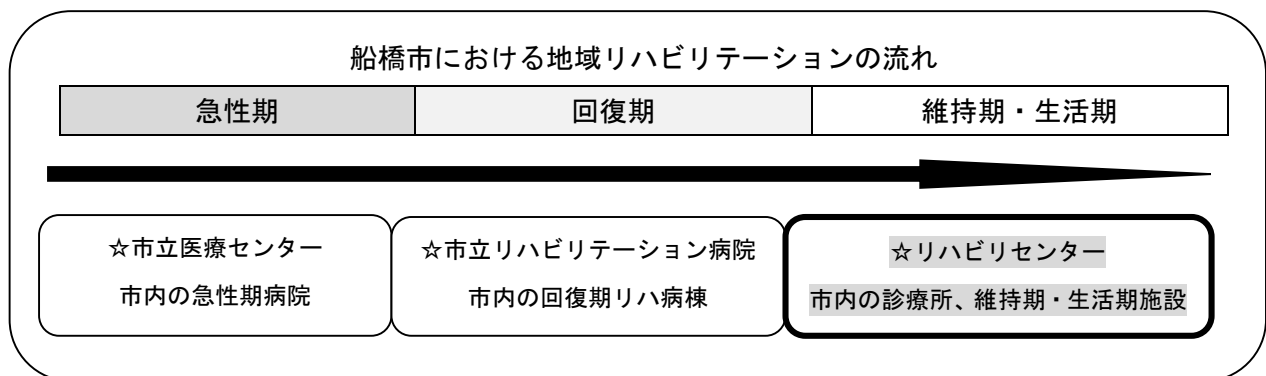 船橋市における地域リハビリテーションの流れ
急性期
回復期
維持期・生活期
☆市立医療センター
市内の急性期病院
☆市立リハビリテーション病院
市内の回復期リハ病棟
☆リハビリセンター
市内の診療所、維持期・生活期施設